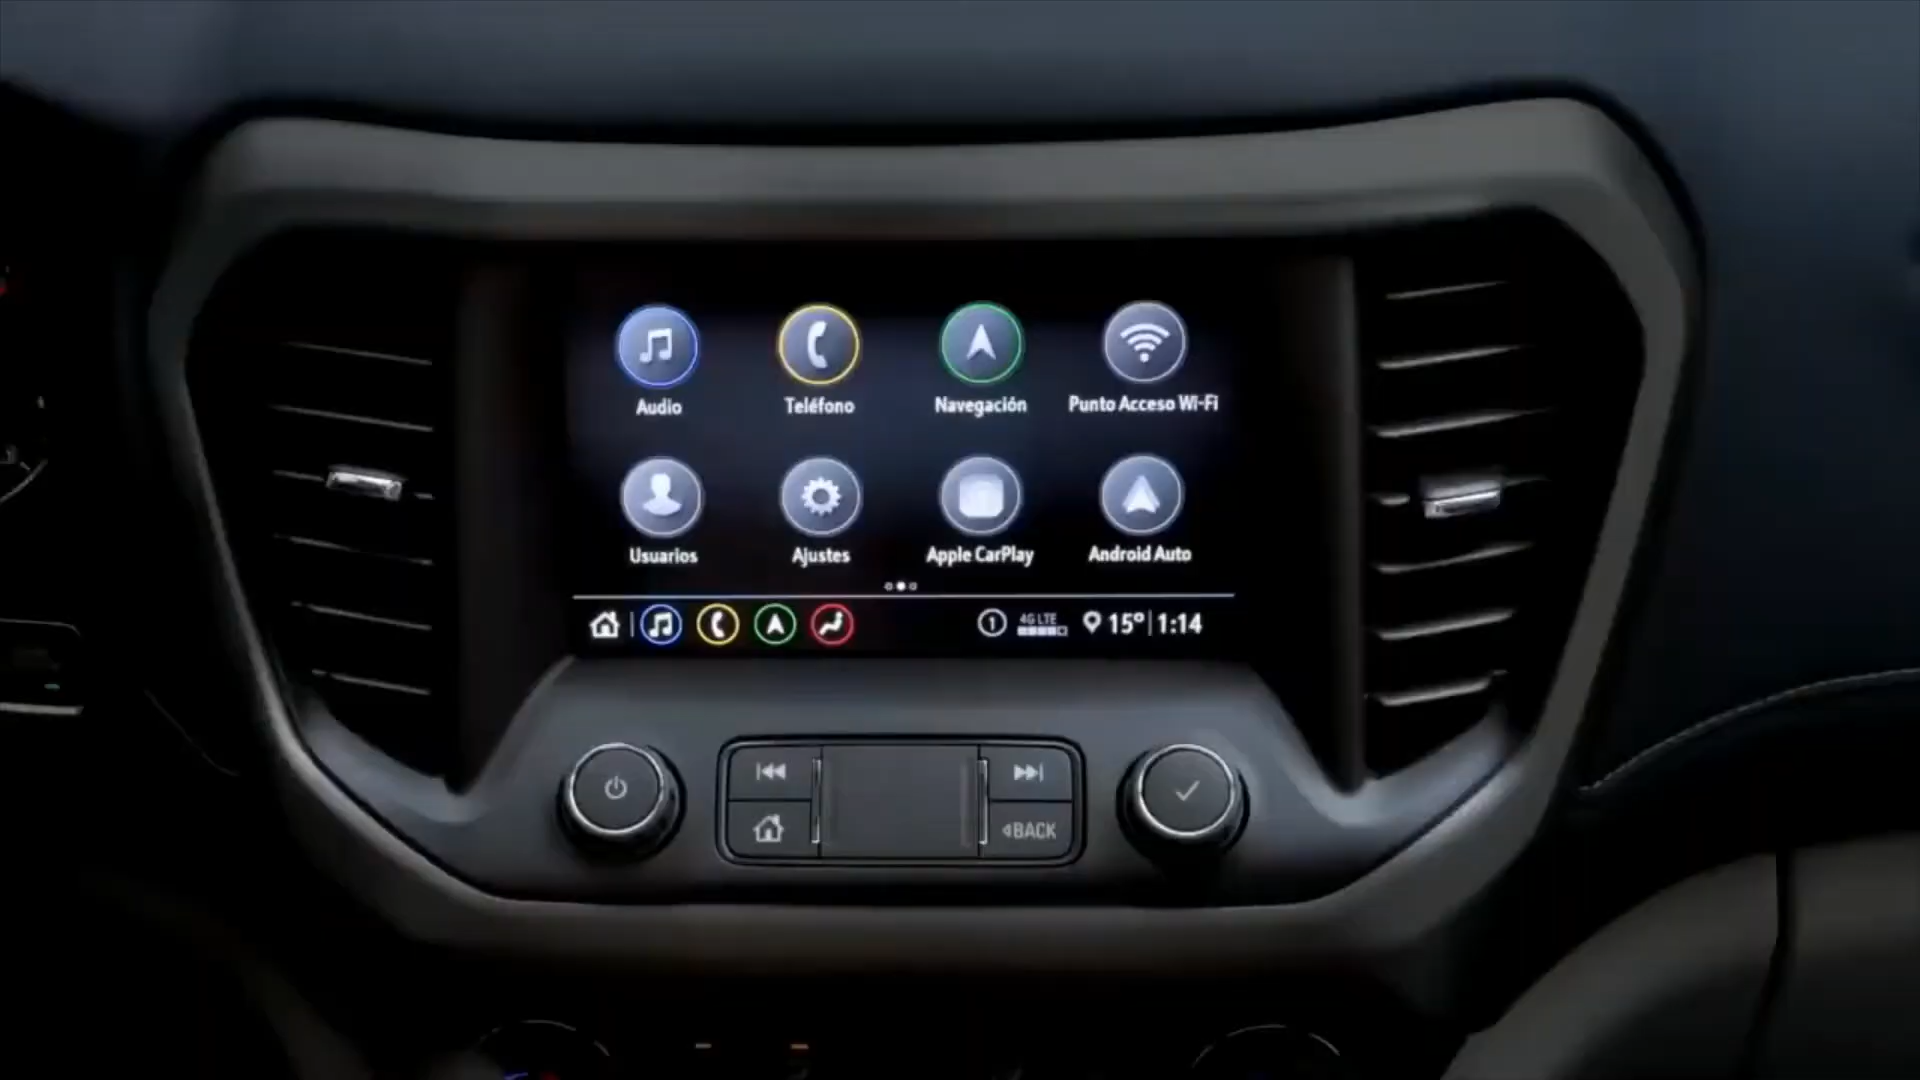 Audio
Teléfono
Navegación
Punto Acceso Wi-Fi
Usuarios
Ajustes
Apple CarPlay
Android Auto
1
4G LTE
15°
1:14
BACK